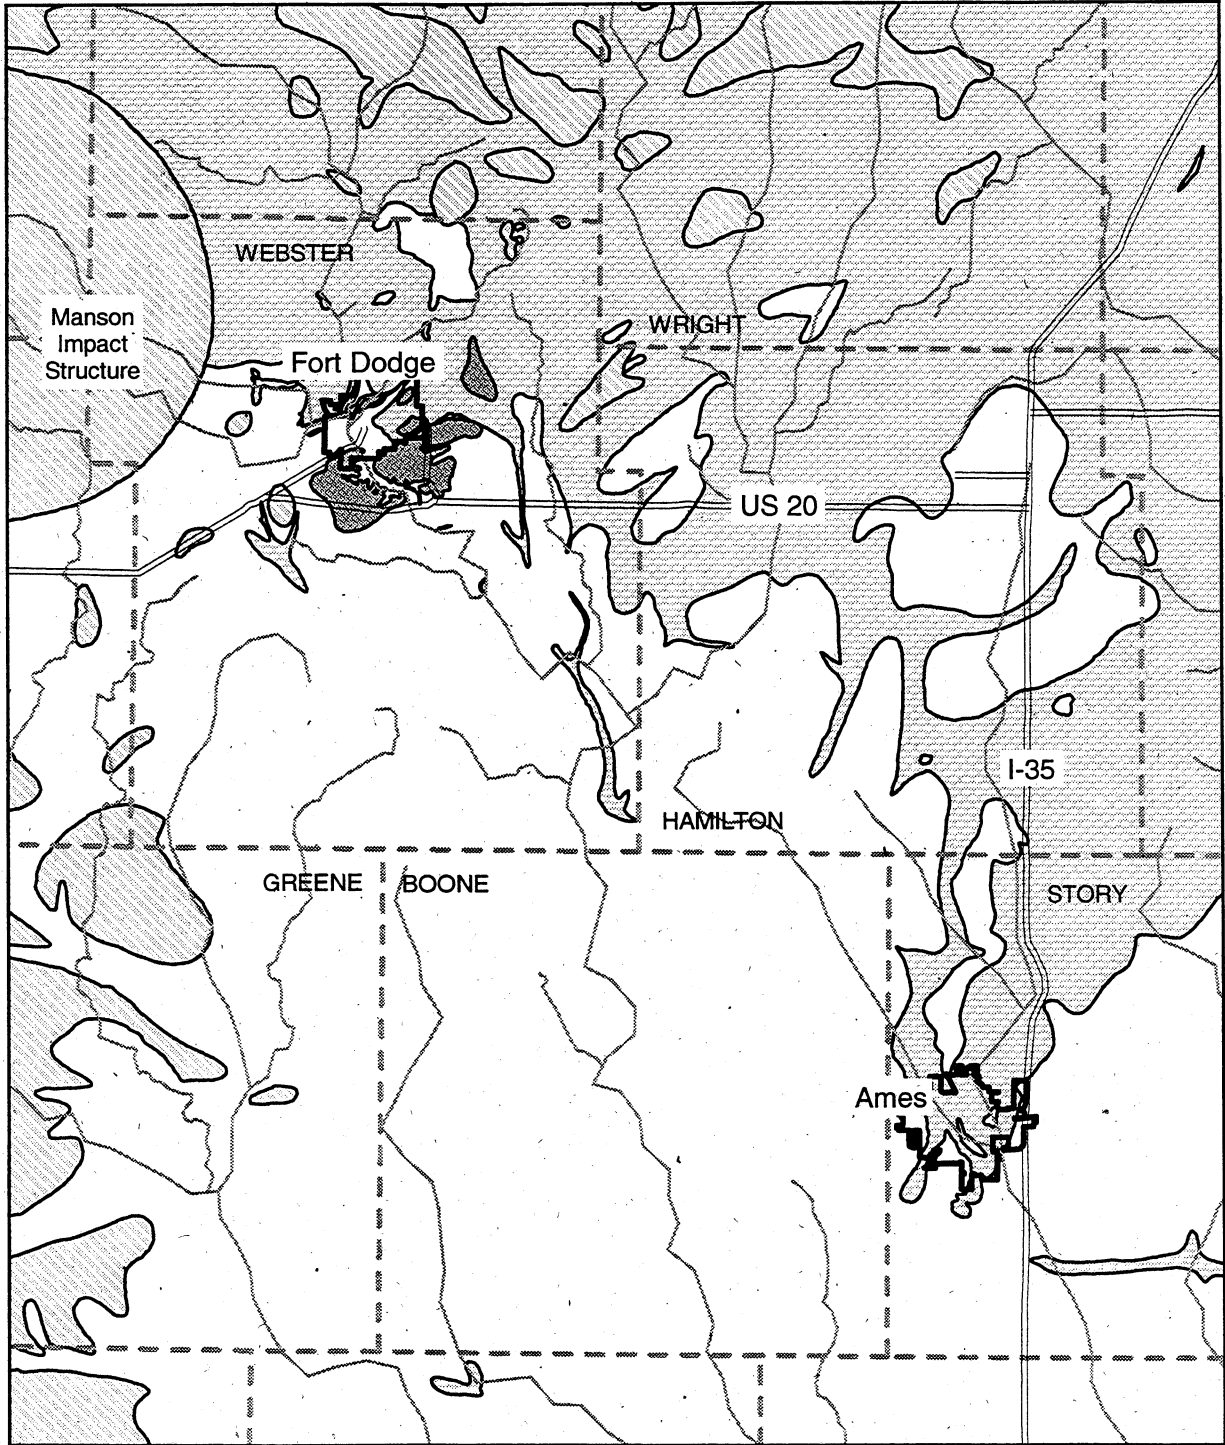 WEBSTER
Manson
Impact
Structure
WRIGHT
Fort Dodge
US 20
I-35
HAMILTON
GREENE
BOONE
STORY
Ames